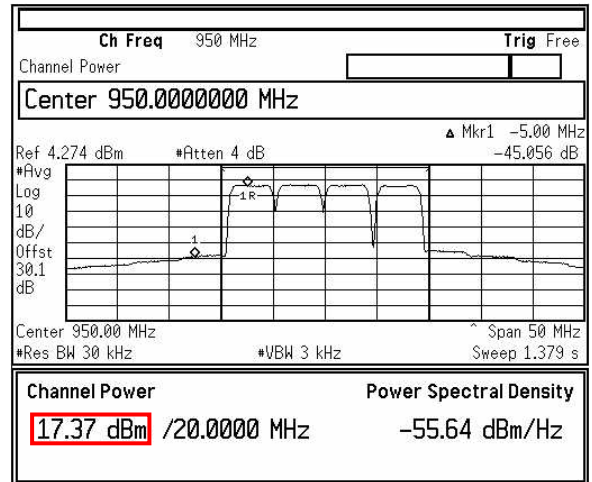 Ch Freq 950 MHz Trig Free
Channel Power
Center 950.0000000 MHz
Δ Mkr1 -5.00 MHz
Ref 4.274 dBm #Atten 4 dB -45.056 dB
#Avg
Log
10
dB/
Offst
30.1
dB
1R
1
Center 950.00 MHz ^ Span 50 MHz
#Res BW 30 kHz #VBW 3 kHz Sweep 1.379 s
Channel Power Power Spectral Density
17.37 dBm /20.0000 MHz -55.64 dBm/Hz